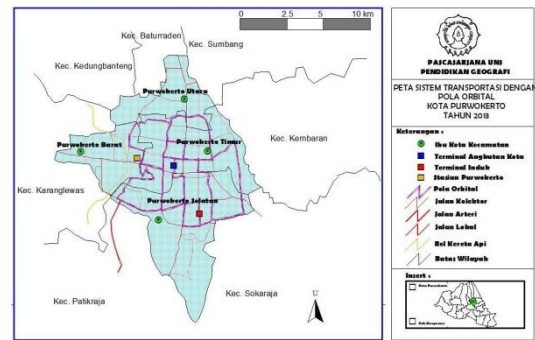 0 2.5 5 10 km
Kec. Baturraden
Kec. Sumbang
Kec. Kedungbanteng
Purwokerto Utara
Purwokerto Barat
Purwokerto Timur
Kec. Kembaran
Kec. Karanglewas
Purwokerto Selatan
Kec. Sokaraja
Kec. Patikraja
U
PASCASARJANA UNS
PENDIDIKAN GEOGRAFI
PETA SISTEM TRANSPORTASI DENGAN
POLA ORBITAL
KOTA PURWOKERTO
TAHUN 2013
Keterangan :
Ibu Kota Kecamatan
Terminal Angkutan Kota
Terminal Induk
Stasiun Purwokerto
Pola Orbital
Jalan Kolektor
Jalan Arteri
Jalan Lokal
Rel Kereta Api
Batas Wilayah
Insert :